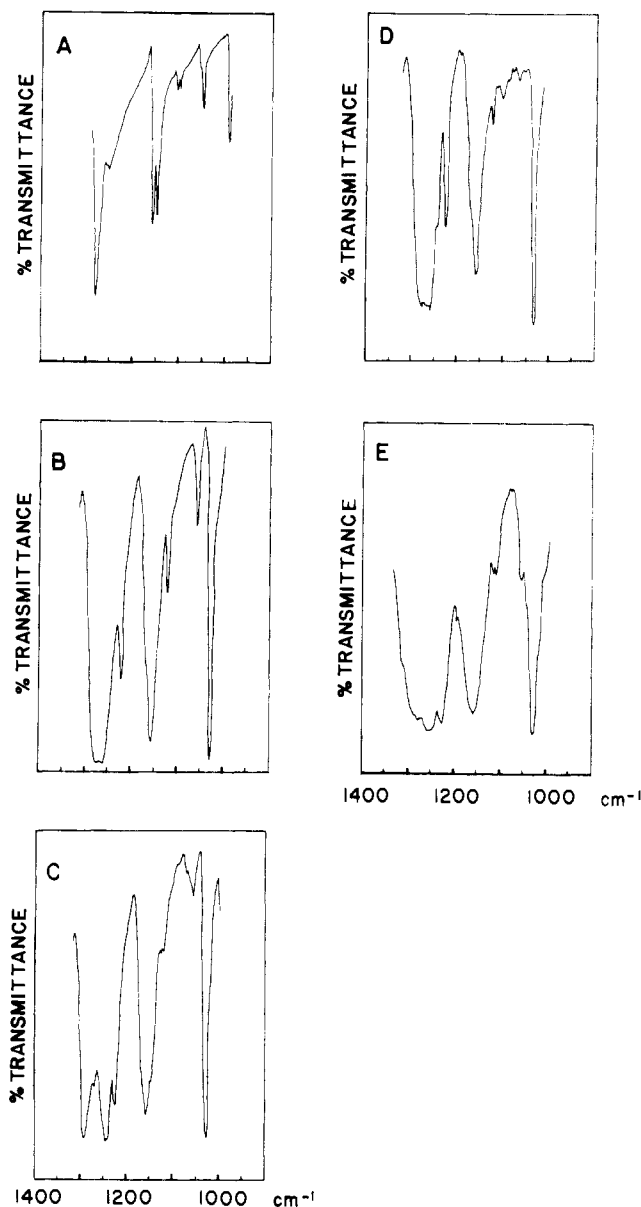 A
% TRANSMITTANCE
B
% TRANSMITTANCE
C
% TRANSMITTANCE
1400 1200 1000 cm-1
D
% TRANSMITTANCE
E
% TRANSMITTANCE
1400 1200 1000 cm-1